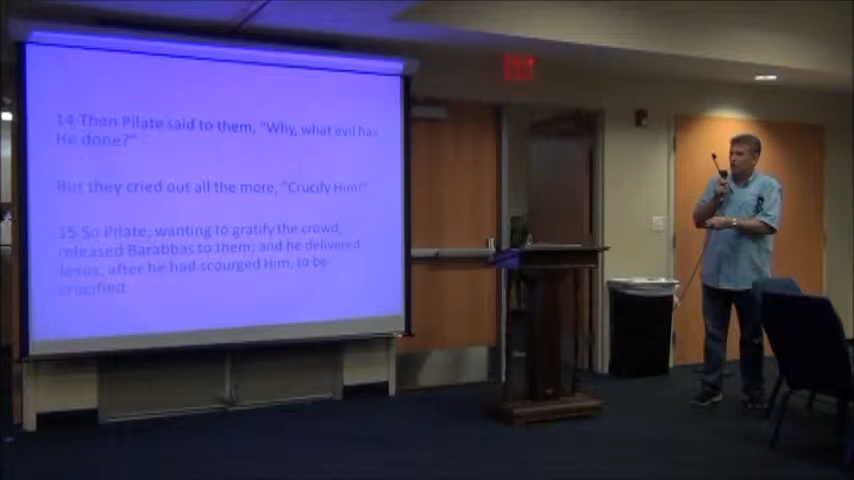 14 Then Pilate said to them, "Why, what evil has
He done?"
But they cried out all the more, "Crucify Him!"
15 So Pilate, wanting to gratify the crowd,
released Barabbas to them; and he delivered
Jesus, after he had scourged Him, to be
crucified.
EXIT